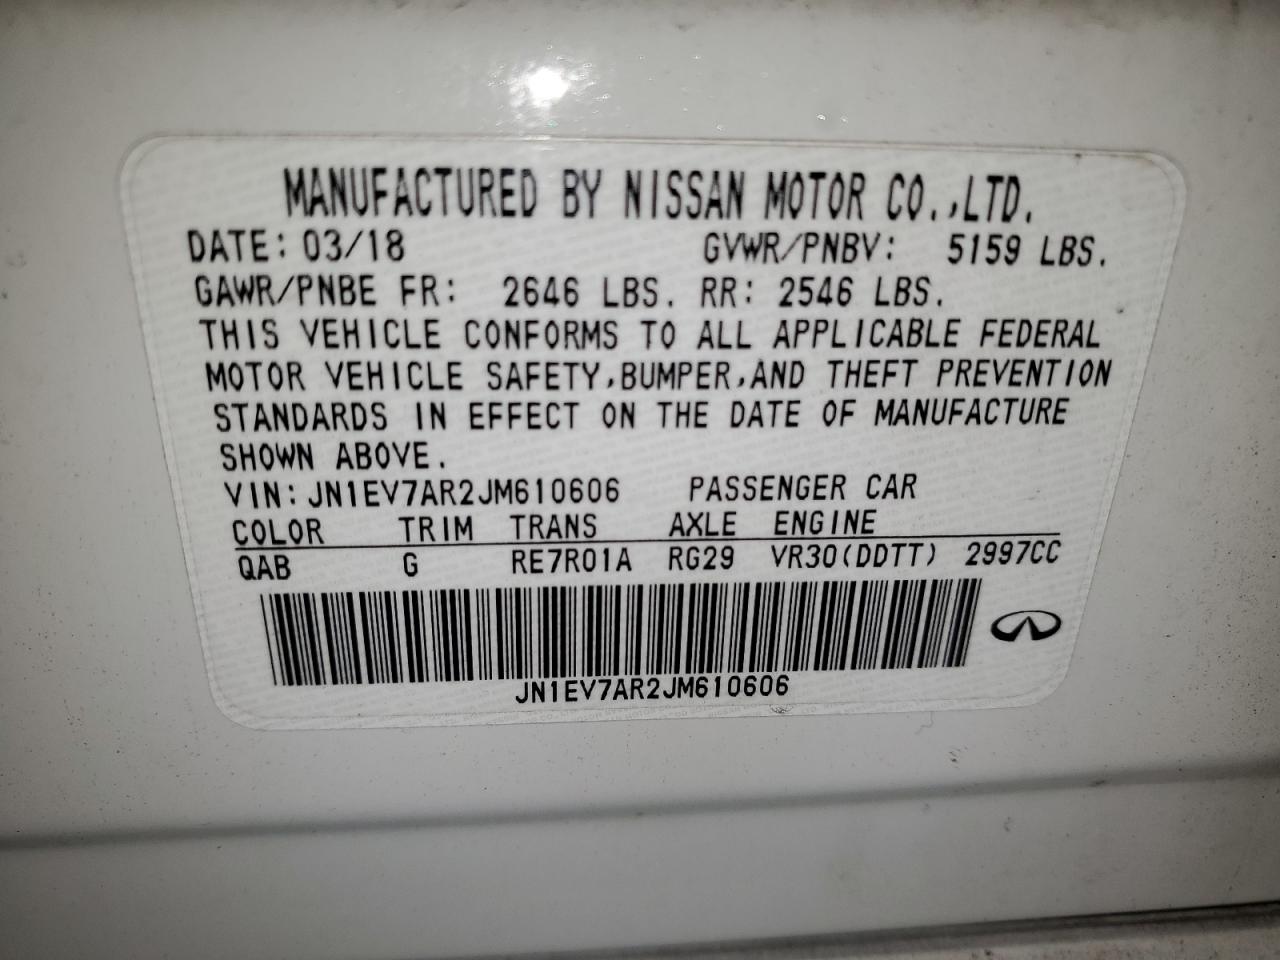 MANUFACTURED BY NISSAN MOTOR CO.,LTD.
DATE: 03/18 GVWR/PNBV: 5159 LBS.
GAWR/PNBE FR: 2646 LBS. RR: 2546 LBS.
THIS VEHICLE CONFORMS TO ALL APPLICABLE FEDERAL
MOTOR VEHICLE SAFETY,BUMPER,AND THEFT PREVENTION
STANDARDS IN EFFECT ON THE DATE OF MANUFACTURE
SHOWN ABOVE.
VIN: JN1EV7AR2JM610606 PASSENGER CAR
COLOR TRIM TRANS AXLE ENGINE
QAB G RE7R01A RG29 VR30(DDTT) 2997CC
JN1EV7AR2JM610606